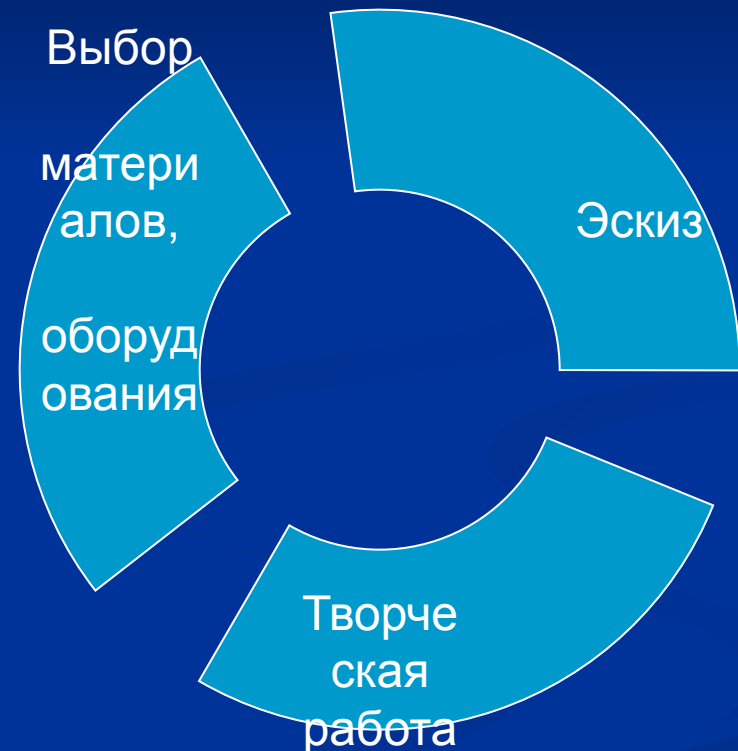 Выбор
матери
алов,
оборуд
ования
Эскиз
Творче
ская
работа